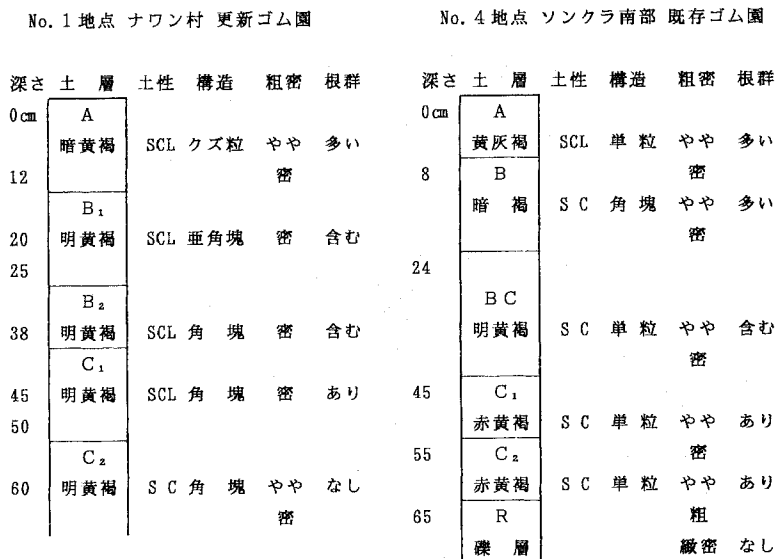 No. 1 地点 ナワン村 更新ゴム園
深さ 土 層 土性 構造 粗密 根群
0㎝ A
暗黄褐 SCL クズ粒 やや 多い
密
12
B₁
20 明黄褐 SCL 亜角塊 密 含む
25
B₂
38 明黄褐 SCL 角 塊 密 含む
C₁
45 明黄褐 SCL 角 塊 密 あり
50
C₂
60 明黄褐 S C 角 塊 やや なし
密
No. 4 地点 ソンクラ南部 既存ゴム園
深さ 土 層 土性 構造 粗密 根群
0㎝ A
黄灰褐 SCL 単 粒 やや 多い
8 B 密
暗 褐 S C 角 塊 やや 多い
密
24
B C
明黄褐 S C 単 粒 やや 含む
密
45 C₁
赤黄褐 S C 単 粒 やや あり
55 C₂ 密
赤黄褐 S C 単 粒 やや あり
65 R 粗
礫 層 緻密 なし